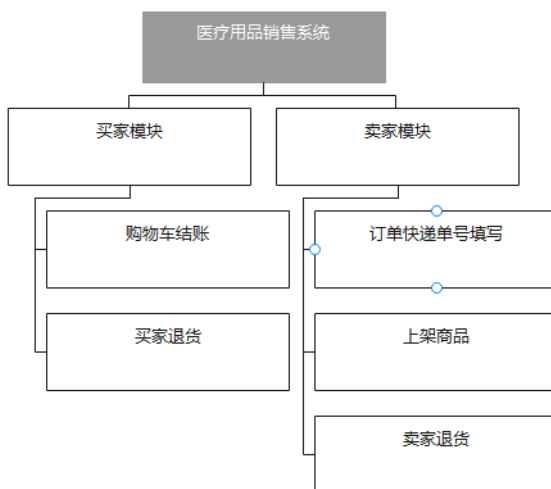 医疗用品销售系统
买家模块
卖家模块
购物车结账
订单快递单号填写
买家退货
上架商品
卖家退货